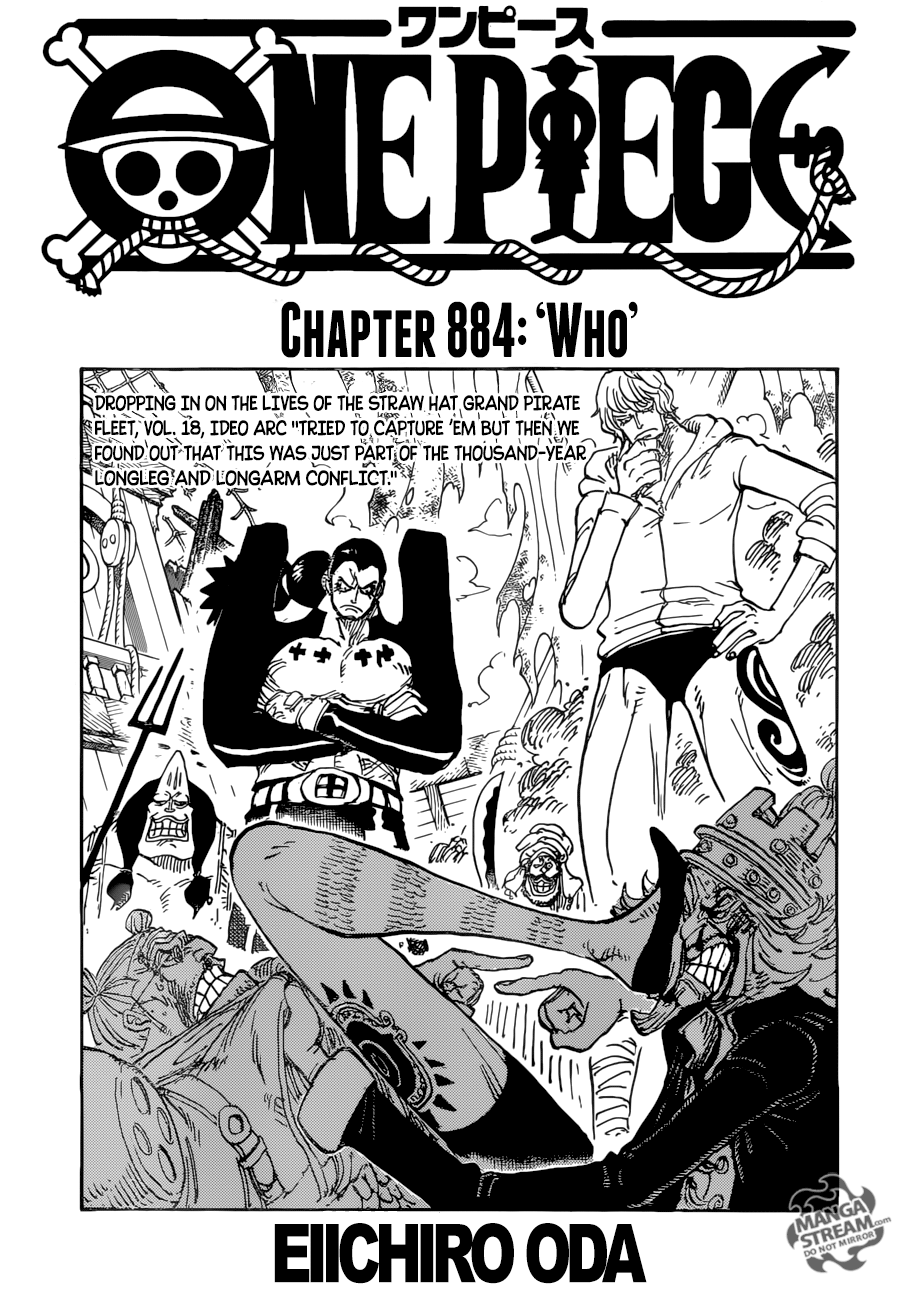 ワンピース
ONE PIECE
CHAPTER 884: ‘WHO’
DROPPING IN ON THE LIVES OF THE STRAW HAT GRAND PIRATE
FLEET, VOL. 18, IDEO ARC "TRIED TO CAPTURE 'EM BUT THEN WE
FOUND OUT THAT THIS WAS JUST PART OF THE THOUSAND-YEAR
LONGLEG AND LONGARM CONFLICT."
MANGA
STREAM.com
DO NOT MIRROR
EIICHIRO ODA